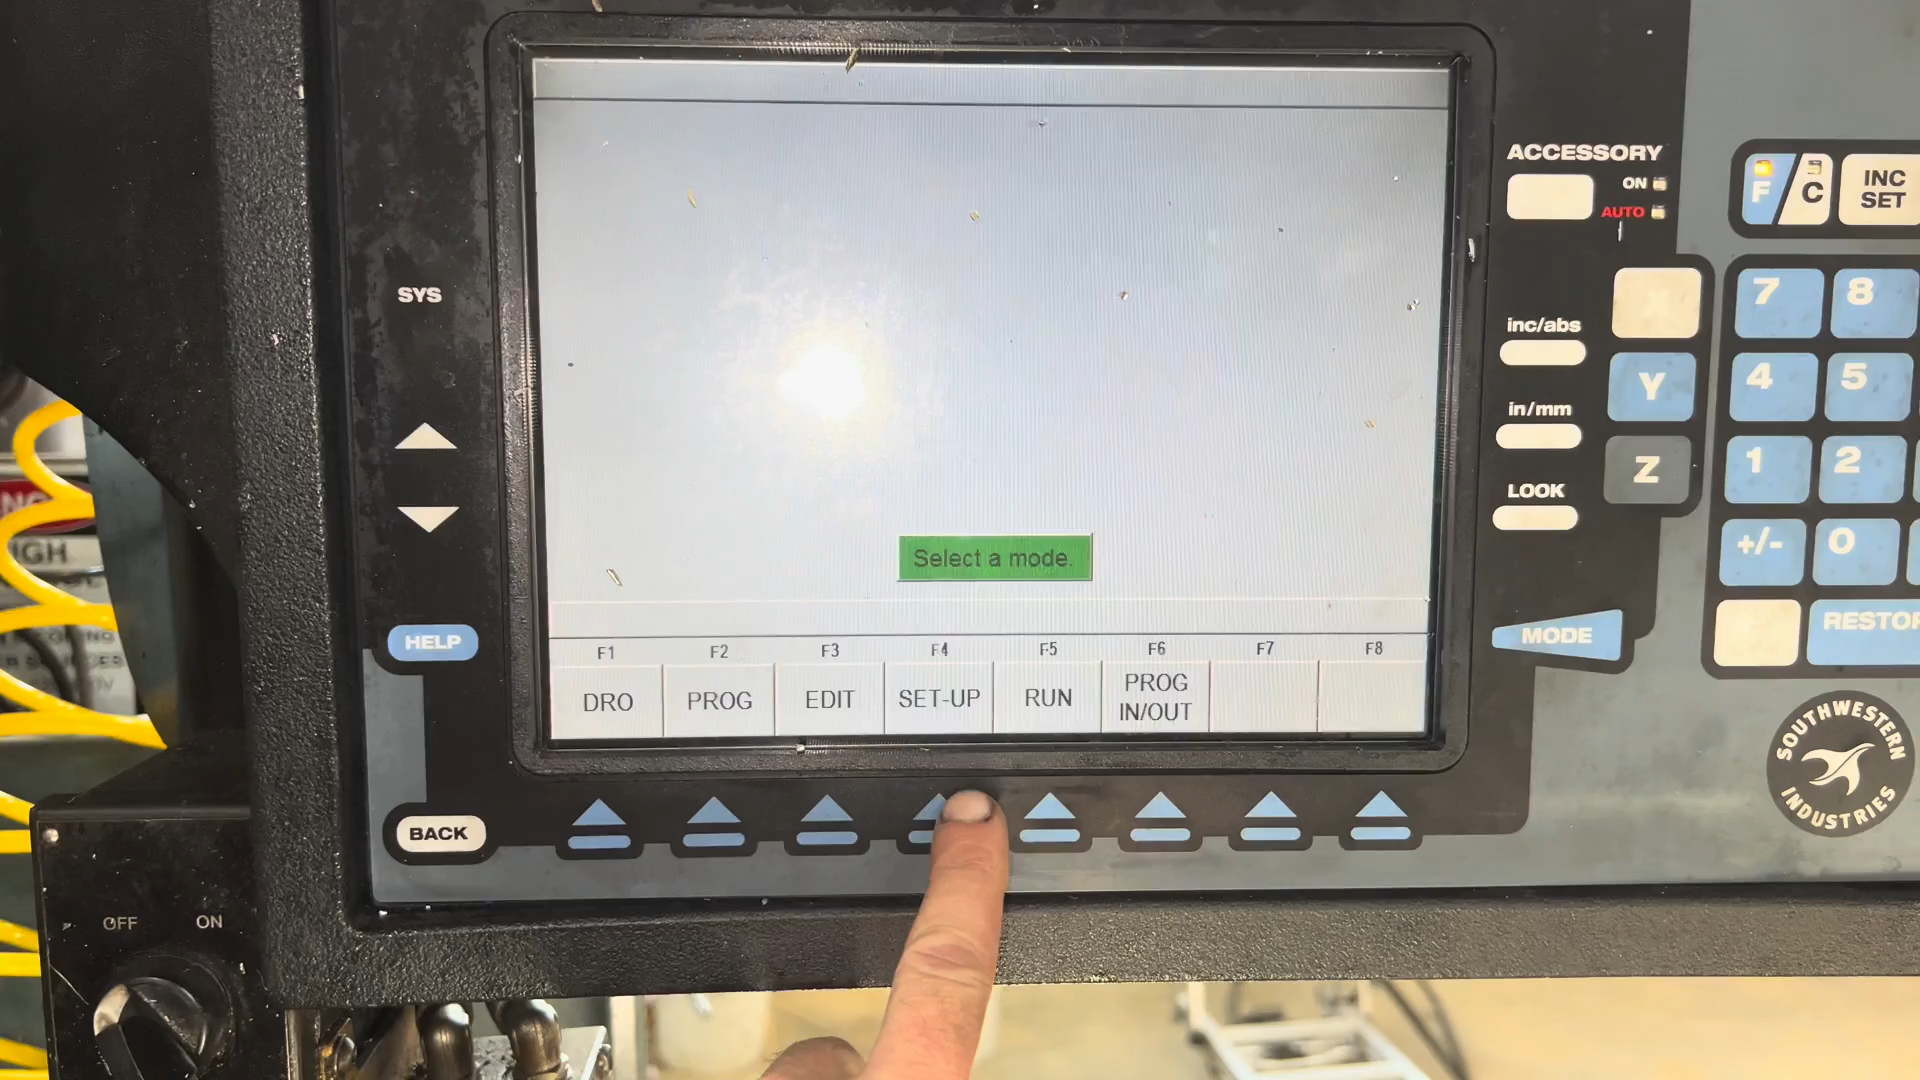 ACCESSORY
ON
AUTO
F/C
INC
SET
SYS
inc/abs
in/mm
LOOK
Y
Z
7
8
4
5
1
2
+/-
0
MODE
Select a mode.
HELP
F1
F2
F3
F4
F5
F6
F7
F8
DRO
PROG
EDIT
SET-UP
RUN
PROG
IN/OUT
BACK
SOUTHWESTERN
INDUSTRIES
OFF
ON